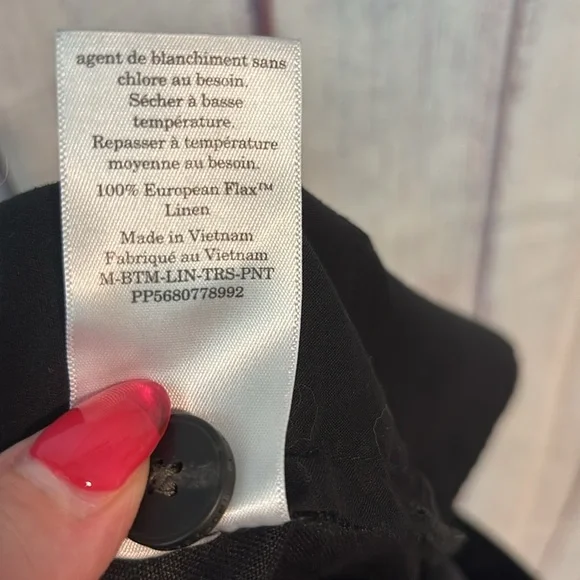 agent de blanchiment sans
chlore au besoin.
Sécher à basse
température.
Repasser à température
moyenne au besoin.
100% European Flax™
Linen
Made in Vietnam
Fabriqué au Vietnam
M-BTM-LIN-TRS-PNT
PP5680778992